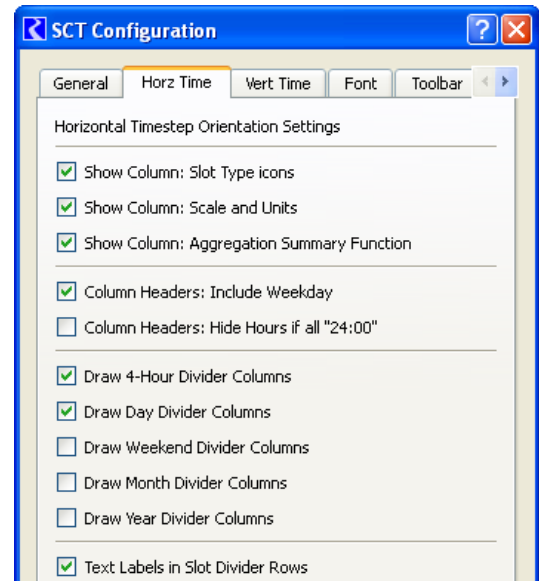 SCT Configuration
?
General Horz Time Vert Time Font Toolbar
Horizontal Timestep Orientation Settings
Show Column: Slot Type icons
Show Column: Scale and Units
Show Column: Aggregation Summary Function
Column Headers: Include Weekday
Column Headers: Hide Hours if all "24:00"
Draw 4-Hour Divider Columns
Draw Day Divider Columns
Draw Weekend Divider Columns
Draw Month Divider Columns
Draw Year Divider Columns
Text Labels in Slot Divider Rows